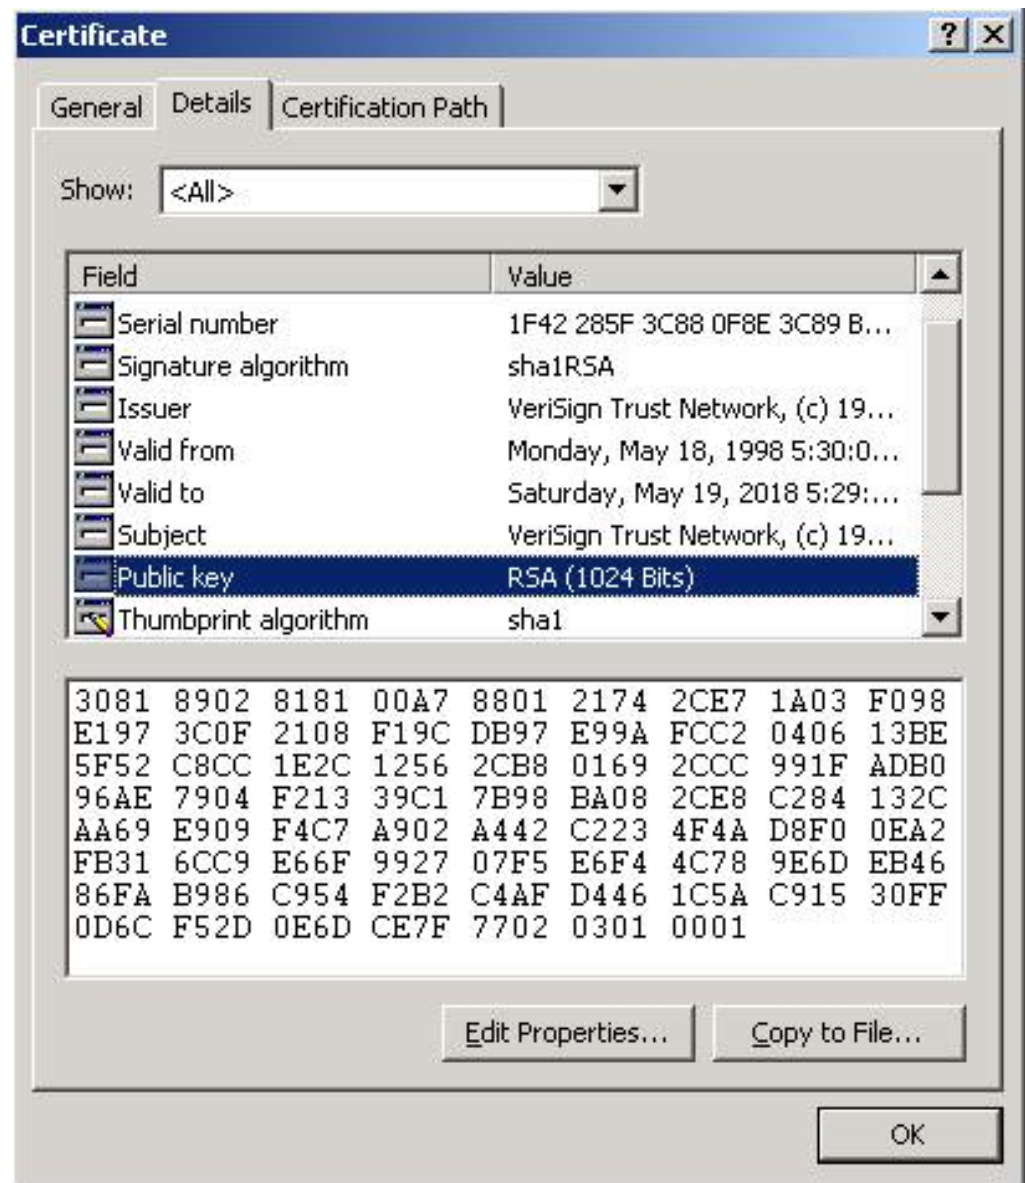 Certificate
General Details Certification Path
Show: <All>
Field Value
Serial number 1F42 285F 3C88 0F8E 3C89 B...
Signature algorithm sha1RSA
Issuer VeriSign Trust Network, (c) 19...
Valid from Monday, May 18, 1998 5:30:0...
Valid to Saturday, May 19, 2018 5:29:...
Subject VeriSign Trust Network, (c) 19...
Public key RSA (1024 Bits)
Thumbprint algorithm sha1
3081 8902 8181 00A7 8801 2174 2CE7 1A03 F098
E197 3C0F 2108 F19C DB97 E99A FCC2 0406 13BE
5F52 C8CC 1E2C 1256 2CB8 0169 2CCC 991F ADB0
96AE 7904 F213 39C1 7B98 BA08 2CE8 C284 132C
AA69 E909 F4C7 A902 A442 C223 4F4A D8F0 0EA2
FB31 6CC9 E66F 9927 07F5 E6F4 4C78 9E6D EB46
86FA B986 C954 F2B2 C4AF D446 1C5A C915 30FF
0D6C F52D 0E6D CE7F 7702 0301 0001
Edit Properties... Copy to File...
OK